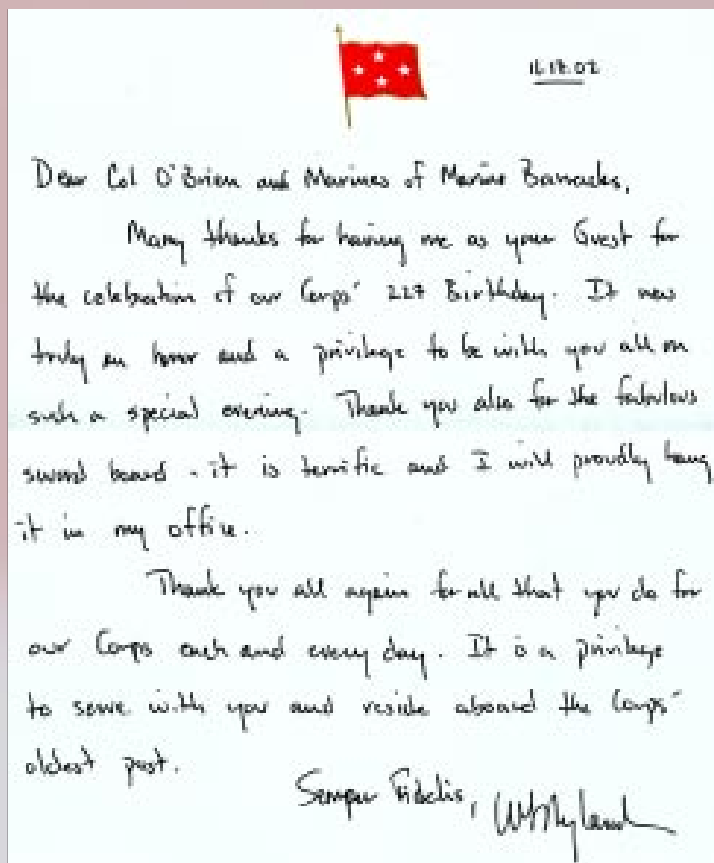 11.18.02
Dear Col O'Brien and Marines of Marine Barracks,
Many thanks for having me as your Guest for
the celebration of our Corps' 227 Birthday. It was
truly an honor and a privilege to be with you all on
such a special evening. Thank you also for the fabulous
sword board - it is terrific and I will proudly hang
it in my office.
Thank you all again for all that you do for
our Corps each and every day. It is a privilege
to serve with you and reside aboard the Corps'
oldest post.
Semper Fidelis, WLNyland